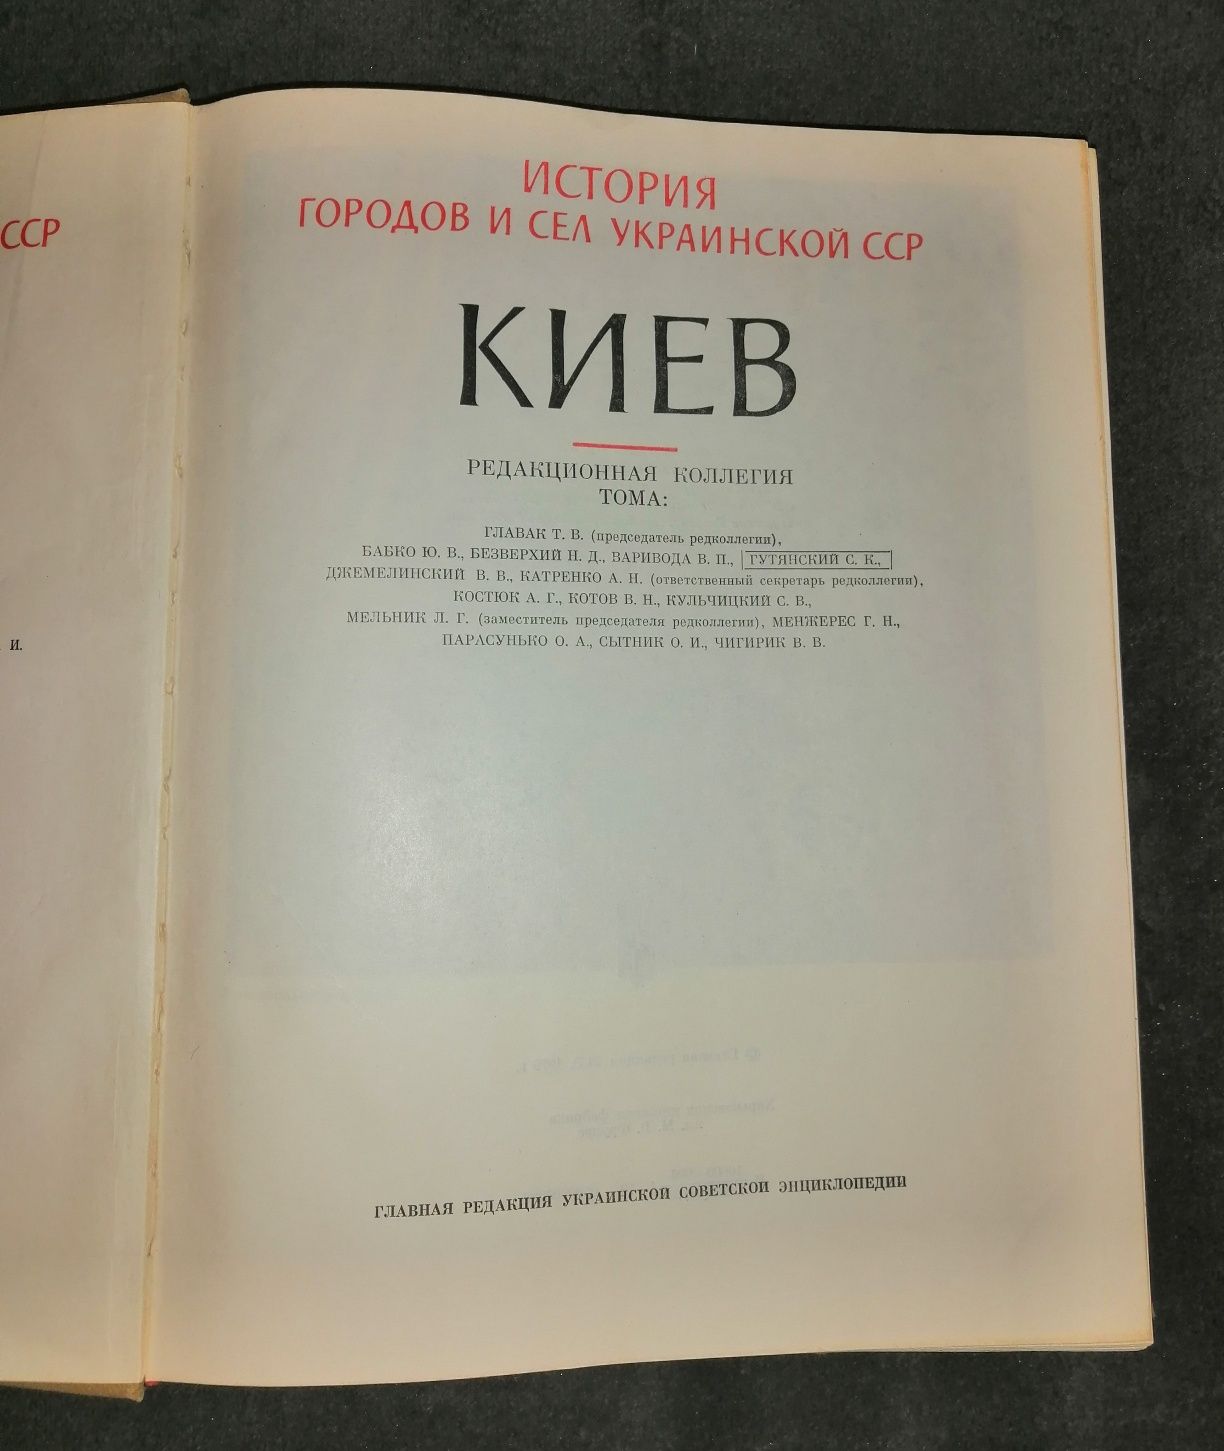 ССР
И.
ИСТОРИЯ
ГОРОДОВ И СЕЛ УКРАИНСКОЙ ССР
КИЕВ
РЕДАКЦИОННАЯ КОЛЛЕГИЯ
ТОМА:
ГЛАВАК Т. В. (председатель редколлегии),
БАБКО Ю. В., БЕЗВЕРХИЙ Н. Д., ВАРИВОДА В. П., ГУТЯНСКИЙ С. К.,
ДЖЕМЕЛИНСКИЙ В. В., КАТРЕНКО А. Н. (ответственный секретарь редколлегии),
КОСТЮК А. Г., КОТОВ В. Н., КУЛЬЧИЦКИЙ С. В.,
МЕЛЬНИК Л. Г. (заместитель председателя редколлегии), МЕНЖЕРЕС Г. Н.,
ПАРАСУНЬКО О. А., СЫТНИК О. И., ЧИГИРИК В. В.
ГЛАВНАЯ РЕДАКЦИЯ УКРАИНСКОЙ СОВЕТСКОЙ ЭНЦИКЛОПЕДИИ